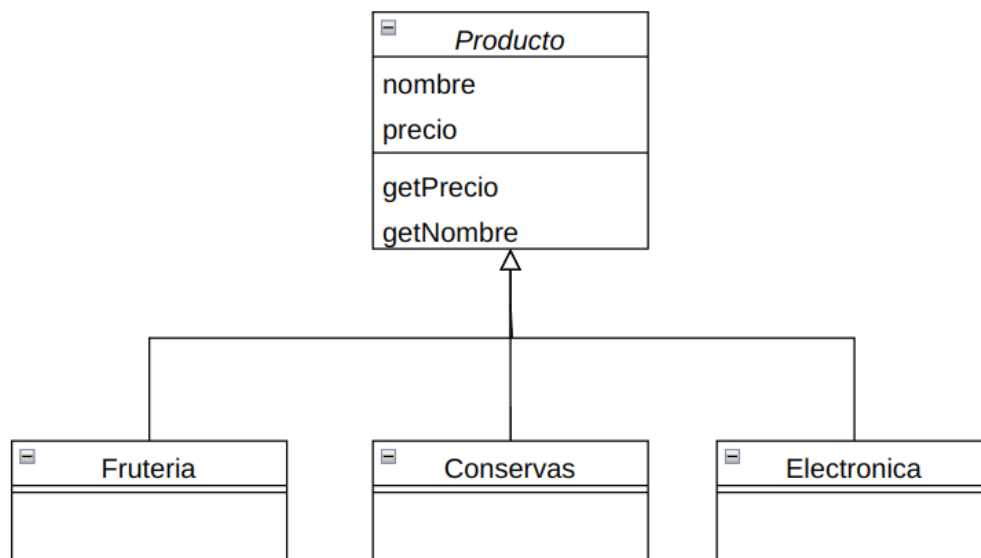 Producto
nombre
precio
getPrecio
getNombre
Fruteria
Conservas
Electronica